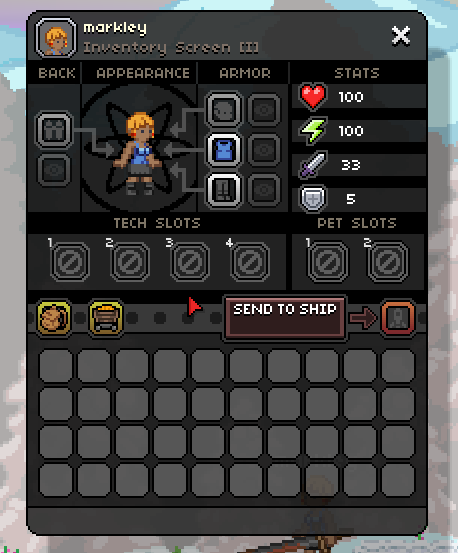 markley
Inventory Screen [I]
BACK APPEARANCE ARMOR STATS
100
100
33
5
TECH SLOTS PET SLOTS
1 2 3 4 1 2
SEND TO SHIP